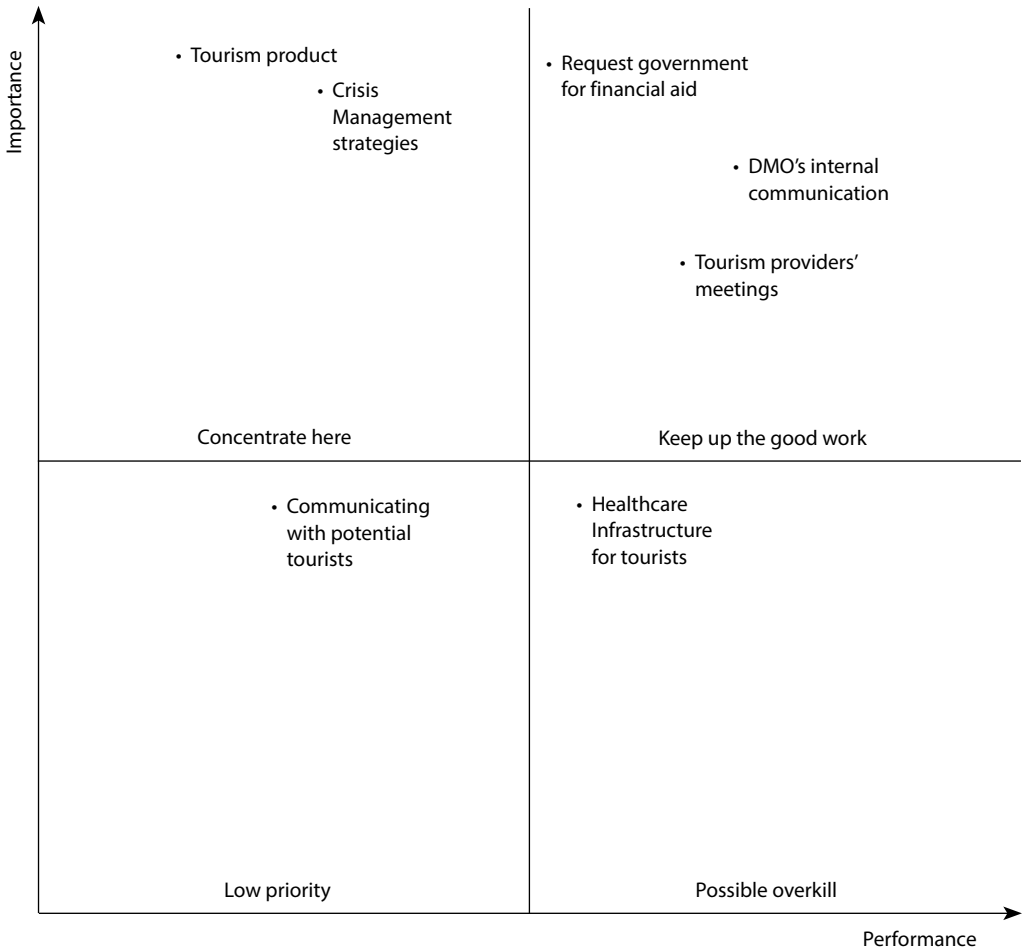 Importance
• Tourism product
• Crisis
Management
strategies
• Request government
for financial aid
• DMO’s internal
communication
• Tourism providers’
meetings
Concentrate here
Keep up the good work
• Communicating
with potential
tourists
• Healthcare
Infrastructure
for tourists
Low priority
Possible overkill
Performance